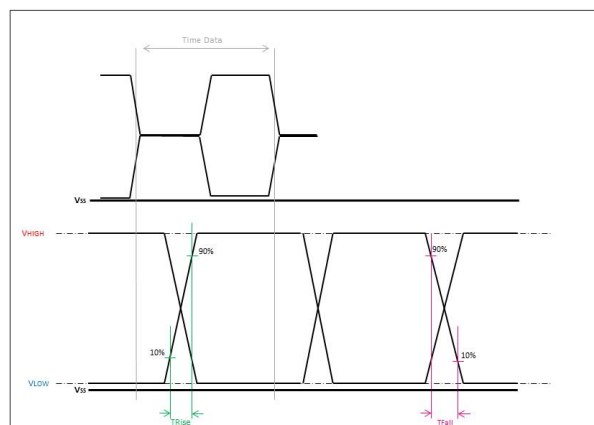 Time Data
VSS
VHIGH
90%
90%
10%
10%
VLOW
VSS
TRise
TFall